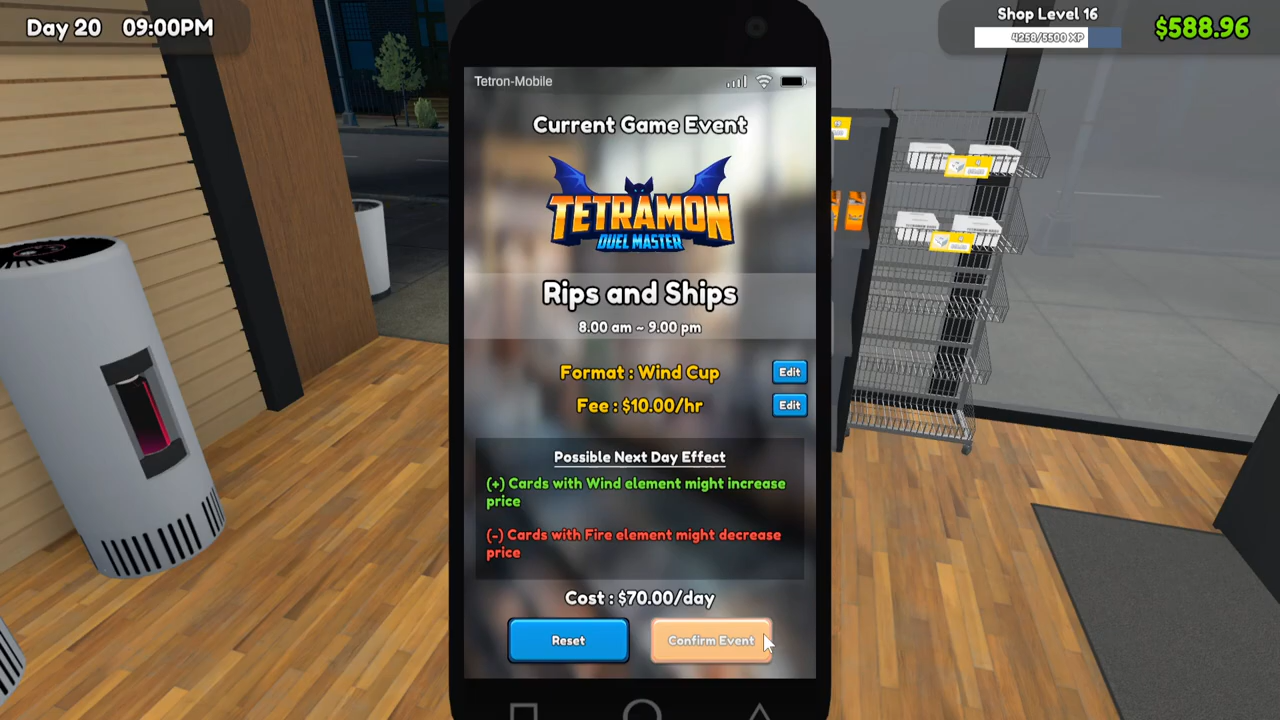 Day 20 09:00PM
Shop Level 16
4258/5500 XP
$588.96
Tetron-Mobile
Current Game Event
TETRAMON
DUEL MASTER
Rips and Ships
8.00 am ~ 9.00 pm
Format : Wind Cup
Edit
Fee : $10.00/hr
Edit
Possible Next Day Effect
(+) Cards with Wind element might increase
price
(-) Cards with Fire element might decrease
price
Cost : $70.00/day
Reset
Confirm Event